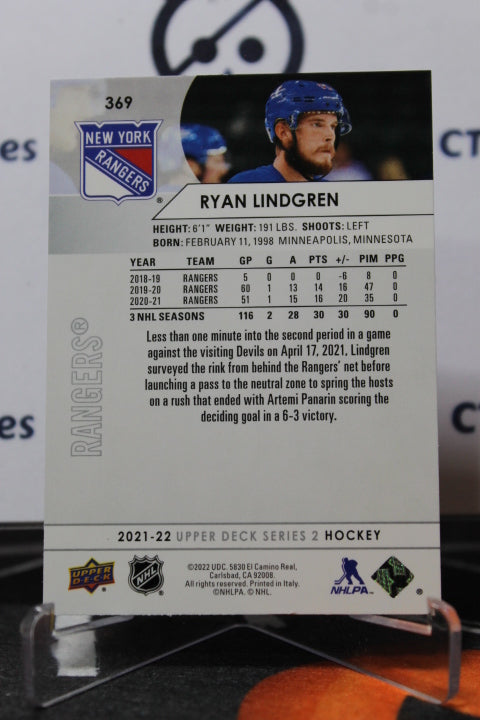 369
NEW YORK
RANGERS
®
RYAN LINDGREN
HEIGHT: 6'1" WEIGHT: 191 LBS. SHOOTS: LEFT
BORN: FEBRUARY 11, 1998 MINNEAPOLIS, MINNESOTA
YEAR TEAM GP G A PTS +/- PIM PPG
2018-19 RANGERS 5 0 0 0 -6 8 0
2019-20 RANGERS 60 1 13 14 16 47 0
2020-21 RANGERS 51 1 15 16 20 35 0
3 NHL SEASONS 116 2 28 30 30 90 0
RANGERS®
Less than one minute into the second period in a game
against the visiting Devils on April 17, 2021, Lindgren
surveyed the rink from behind the Rangers' net before
launching a pass to the neutral zone to spring the hosts
on a rush that ended with Artemi Panarin scoring the
deciding goal in a 6-3 victory.
2021-22 UPPER DECK SERIES 2 HOCKEY
UPPER
DECK
®
NHL
®
©2022 UDC. 5830 El Camino Real,
Carlsbad, CA 92008.
All rights reserved. Printed in Italy.
©NHLPA. © NHL.
NHLPA
®